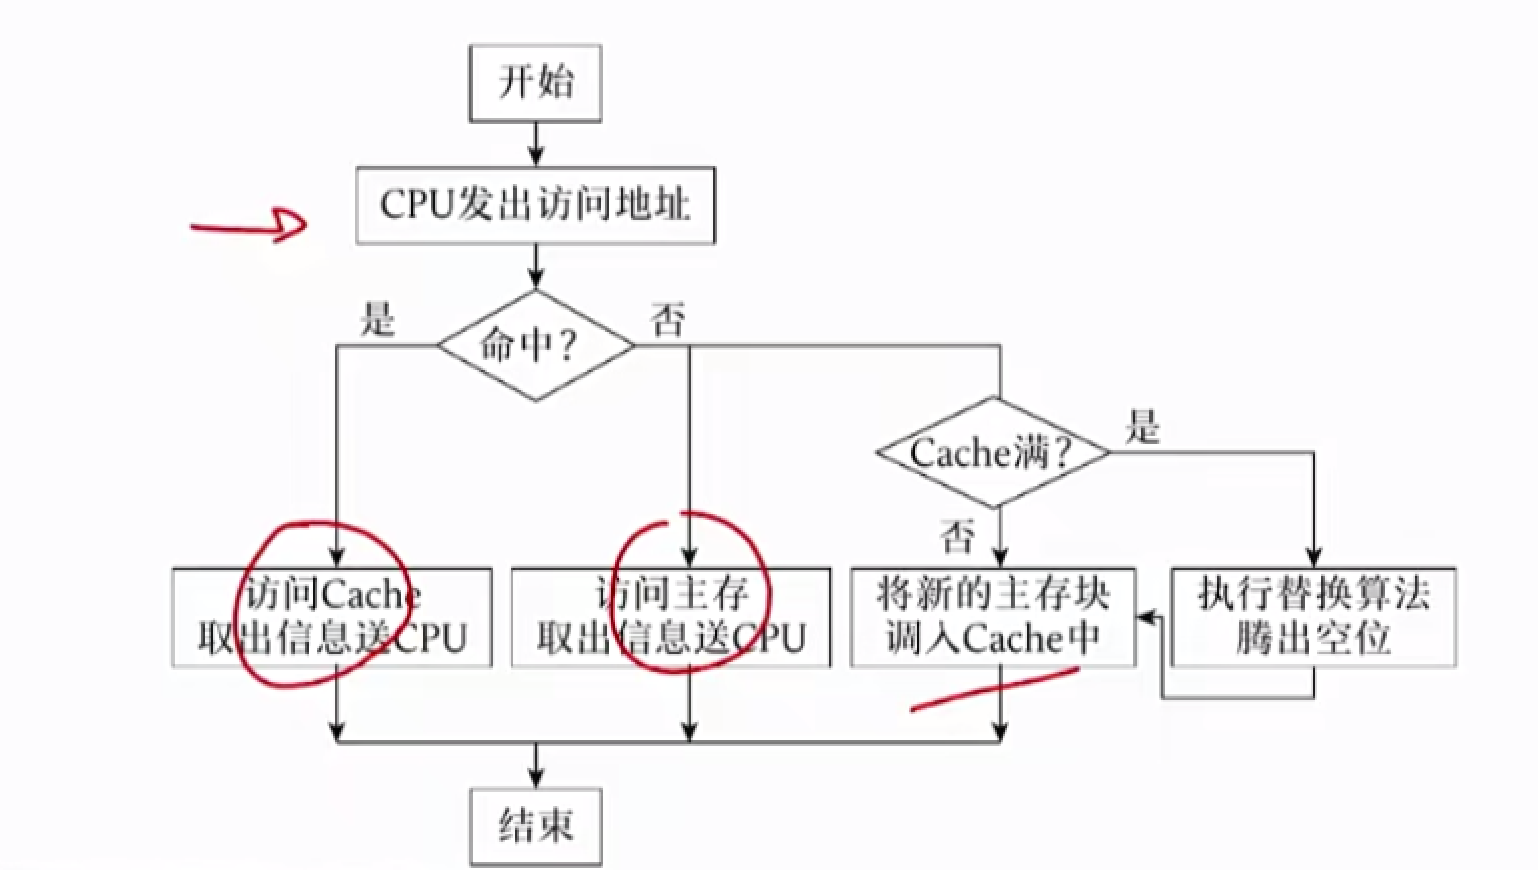 开始
CPU发出访问地址
是
命中?
否
Cache满?
是
否
访问Cache
取出信息送CPU
访问主存
取出信息送CPU
将新的主存块
调入Cache中
执行替换算法
腾出空位
结束